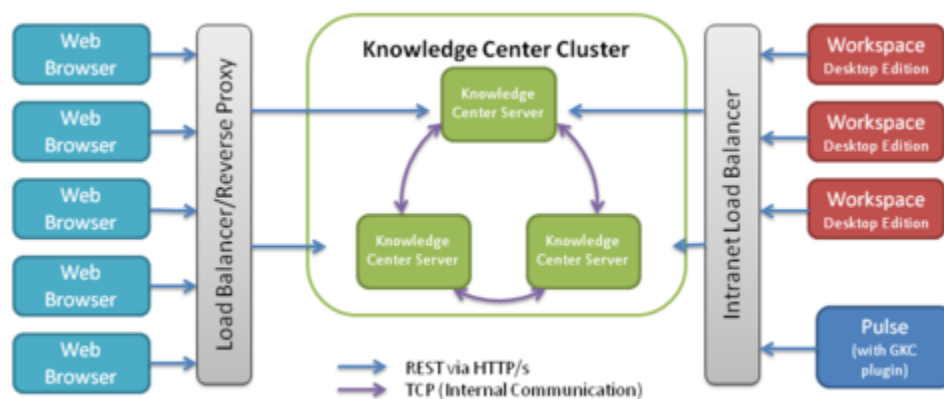 Web
Browser
Web
Browser
Web
Browser
Web
Browser
Web
Browser
Load Balancer/Reverse Proxy
Knowledge Center Cluster
Knowledge
Center Server
Knowledge
Center Server
Knowledge
Center Server
REST via HTTP/s
TCP (Internal Communication)
Intranet Load Balancer
Workspace
Desktop Edition
Workspace
Desktop Edition
Workspace
Desktop Edition
Pulse
(with GKC
plugin)